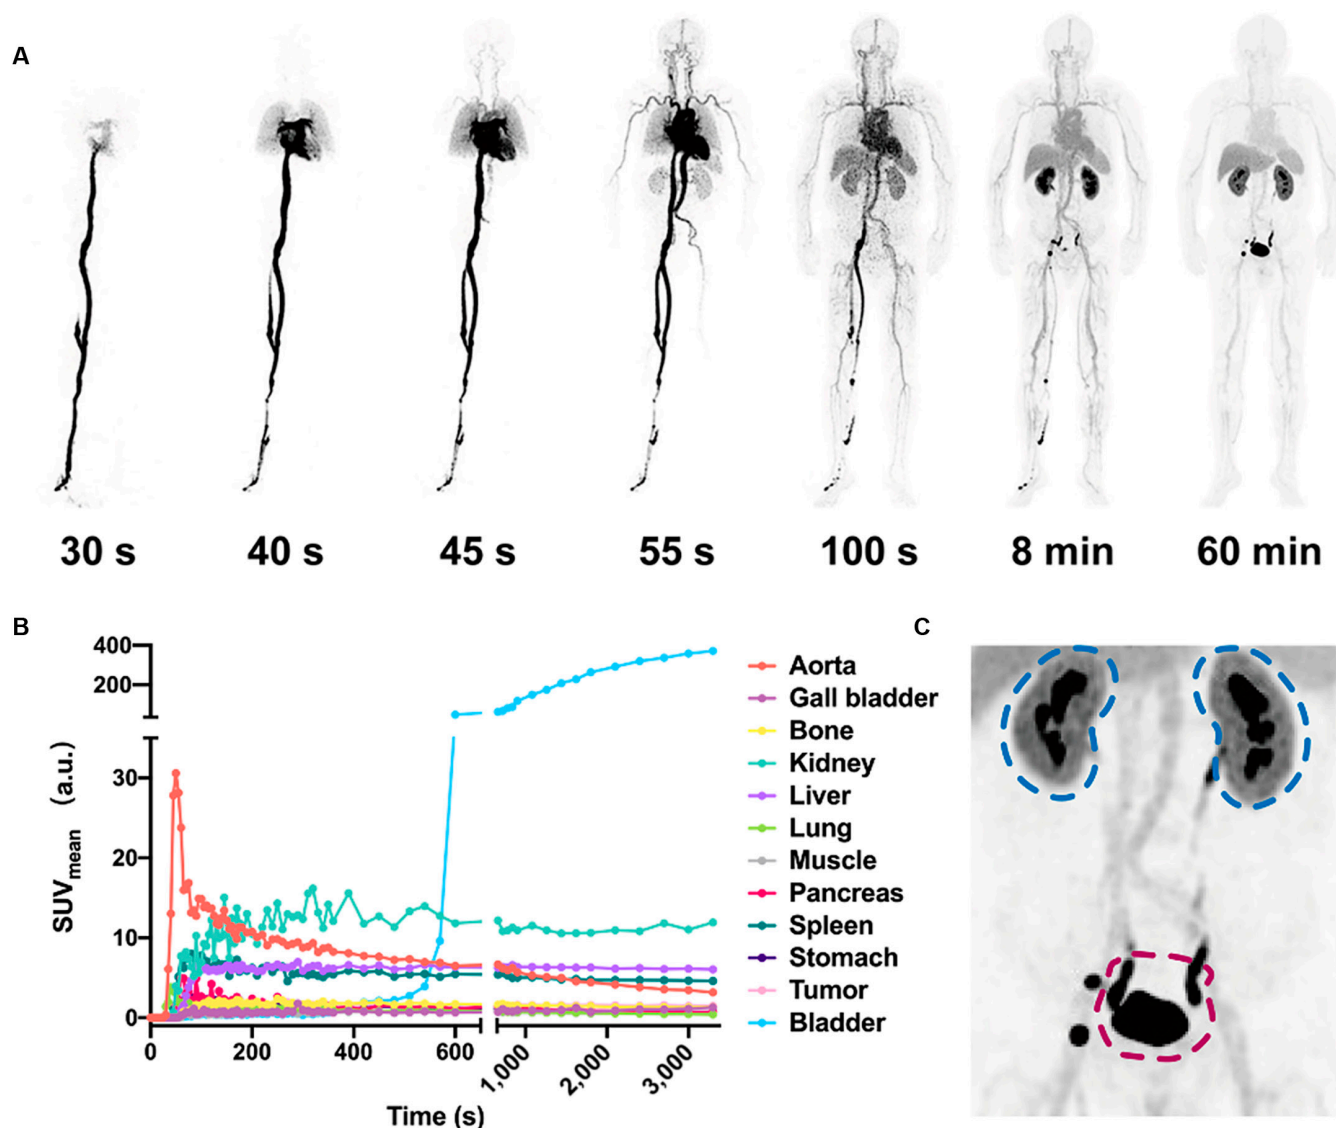 A
30 s 40 s 45 s 55 s 100 s 8 min 60 min
B
C
400
200
30
20
10
0
SUVmean (a.u.)
0 200 400 600 1,000 2,000 3,000
Time (s)
Aorta
Gall bladder
Bone
Kidney
Liver
Lung
Muscle
Pancreas
Spleen
Stomach
Tumor
Bladder